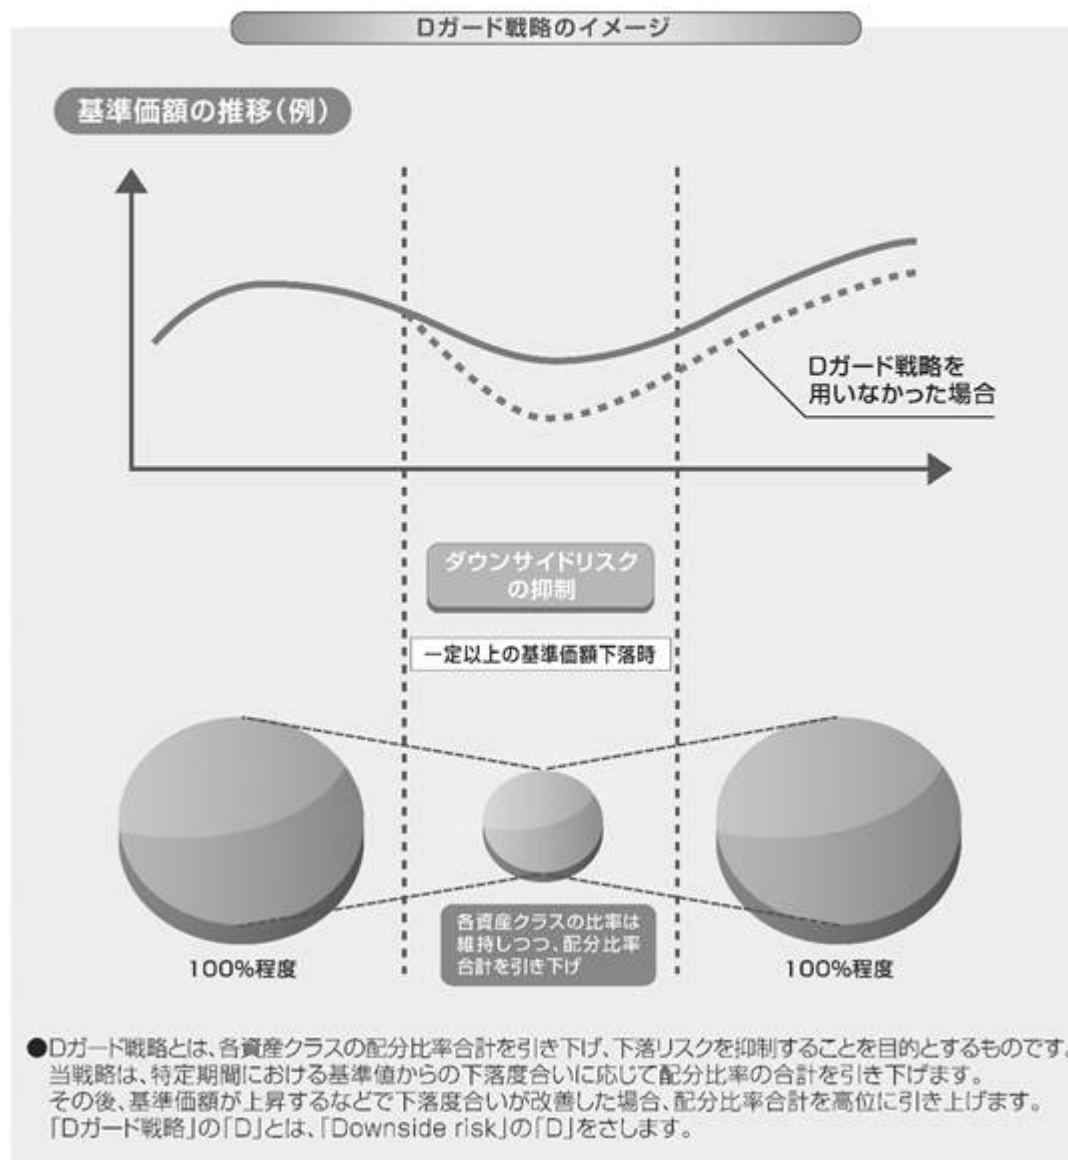 Dガード戦略のイメージ
基準価額の推移(例)
Dガード戦略を
用いなかった場合
ダウンサイドリスク
の抑制
一定以上の基準価額下落時
各資産クラスの比率は
維持しつつ、配分比率
合計を引き下げ
100%程度
100%程度
●Dガード戦略とは、各資産クラスの配分比率合計を引き下げ、下落リスクを抑制することを目的とするものです。
当戦略は、特定期間における基準値からの下落度合いに応じて配分比率の合計を引き下げます。
その後、基準価額が上昇するなどで下落度合いが改善した場合、配分比率合計を高位に引き上げます。
「Dガード戦略」の「D」とは、「Downside risk」の「D」をさします。